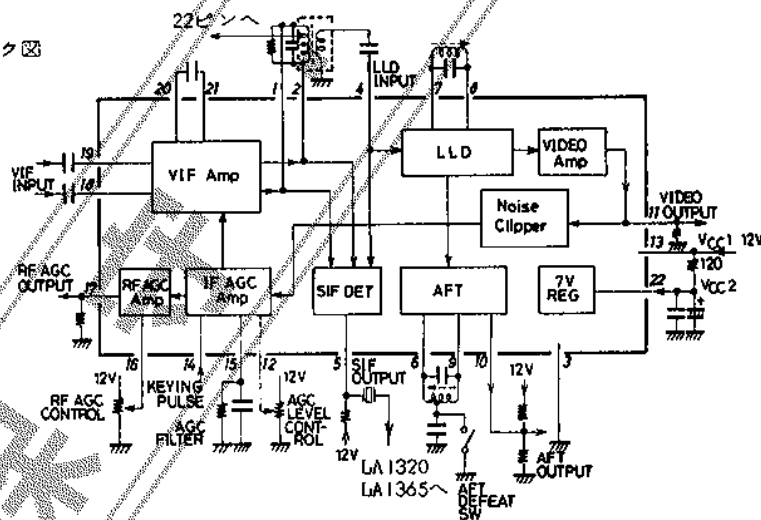 22ピンへ
ク図
LLD
INPUT
20
21
1
2
4
7
8
19
18
VIF
INPUT
VIF Amp
LLD
VIDEO
Amp
Noise
Clipper
11
VIDEO
OUTPUT
13
VCC1
12V
120
VCC2
22
RF AGC
OUTPUT
17
RF AGC
Amp
IF AGC
Amp
SIF DET
AFT
7V
REG
16
14
15
12
5
6
9
10
3
12V
RF AGC
CONTROL
KEYING
PULSE
AGC
FILTER
12V
AGC
LEVEL
CONT-
ROL
SIF
OUTPUT
12V
LA1320
LA1365へ
AFT
DEFEAT
SW
12V
AFT
OUTPUT